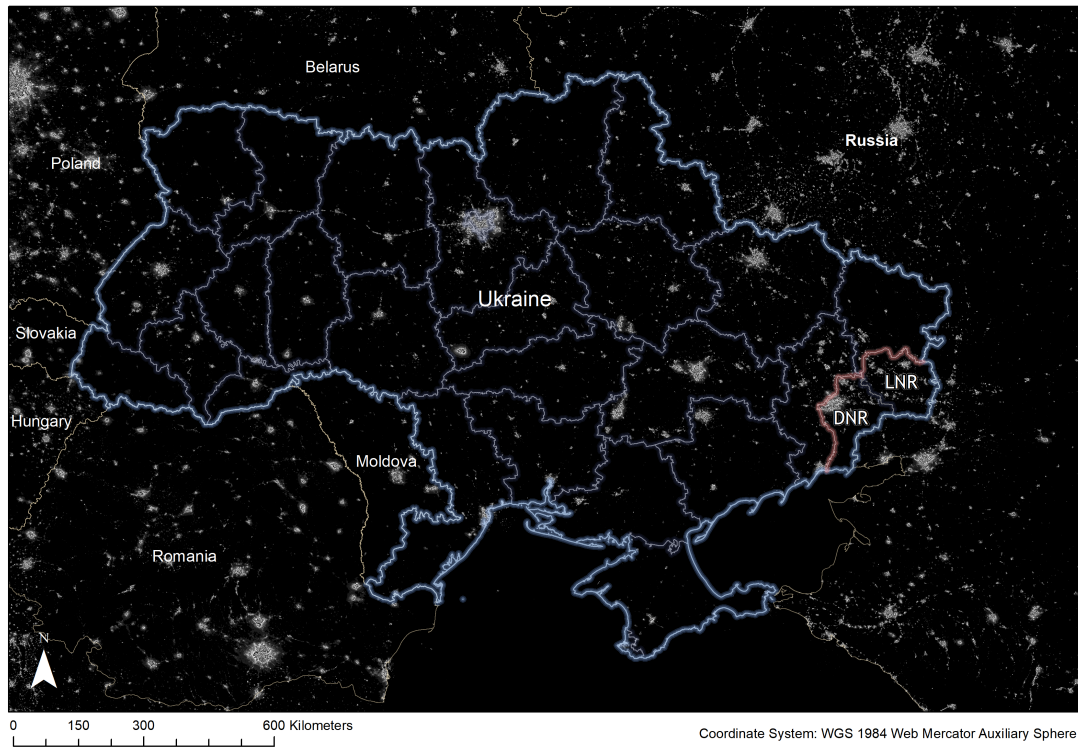 Belarus
Russia
Poland
Ukraine
Slovakia
LNR
Hungary
DNR
Moldova
Romania
N
0 150 300 600 Kilometers
Coordinate System: WGS 1984 Web Mercator Auxiliary Sphere